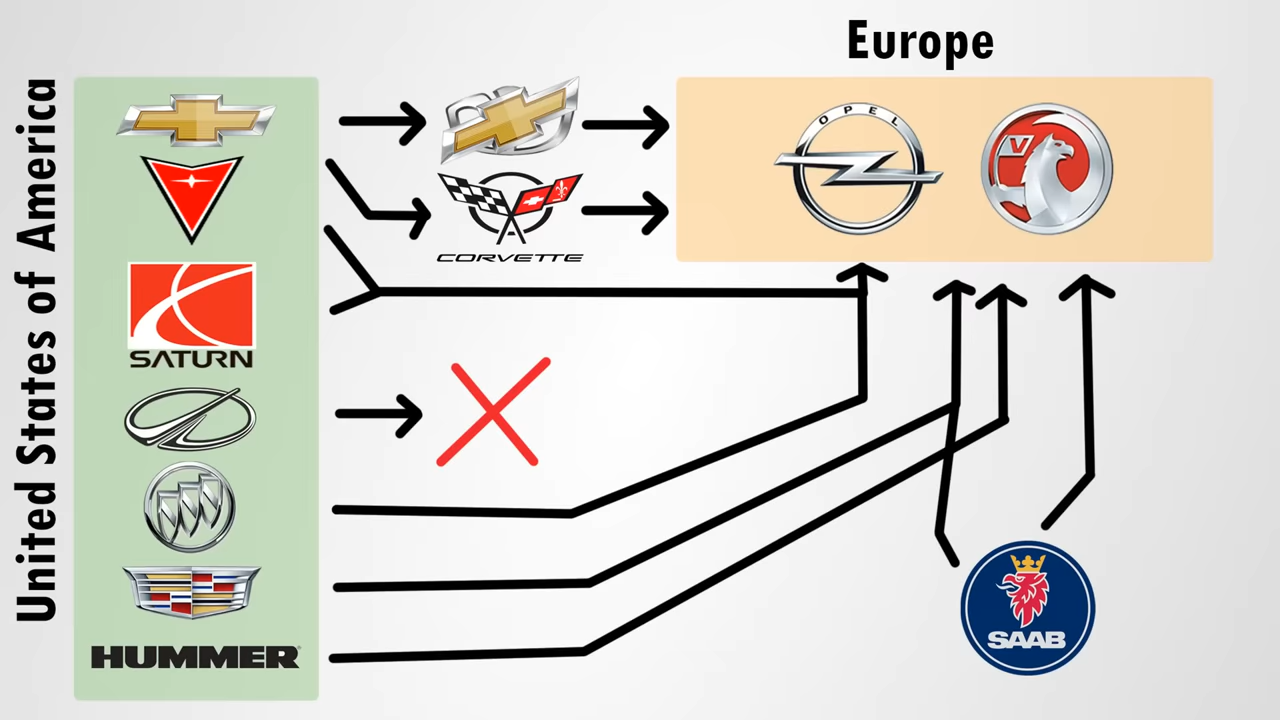 Europe
United States of America
OPEL
V
CORVETTE
SATURN
HUMMER
SAAB